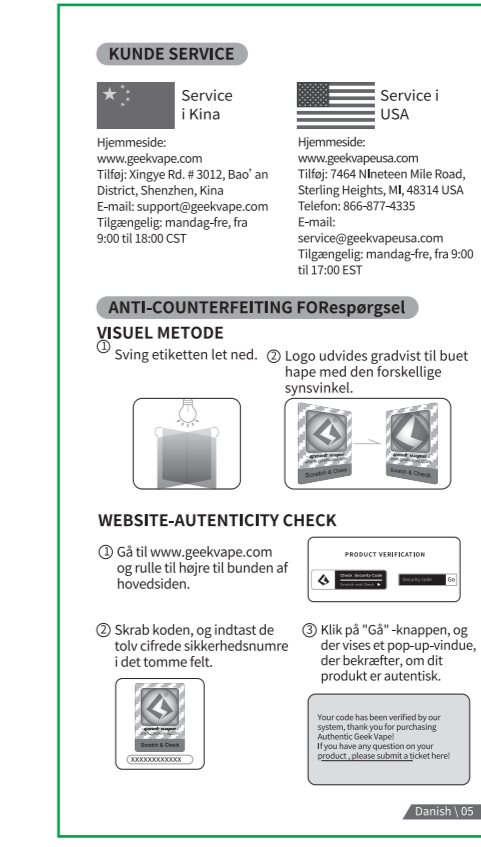 KUNDE SERVICE
Service
i Kina
Hjemmeside:
www.geekvape.com
Tilføj: Xingye Rd. # 3012, Bao' an
District, Shenzhen, Kina
E-mail: support@geekvape.com
Tilgængelig: mandag-fre, fra
9:00 til 18:00 CST
Service i
USA
Hjemmeside:
www.geekvapeusa.com
Tilføj: 7464 NIneteen Mile Road,
Sterling Heights, MI, 48314 USA
Telefon: 866-877-4335
E-mail:
service@geekvapeusa.com
Tilgængelig: mandag-fre, fra 9:00
til 17:00 EST
ANTI-COUNTERFEITING FORespørgsel
VISUEL METODE
① Sving etiketten let ned.
② Logo udvides gradvist til buet
hape med den forskellige
synsvinkel.
geek vape
Scratch & Check
geek vape
Scratch & Check
WEBSITE-AUTENTICITY CHECK
① Gå til www.geekvape.com
og rulle til højre til bunden af
hovedsiden.
PRODUCT VERIFICATION
Check Security Code
Scratch and Check
Security code
Go
② Skrab koden, og indtast de
tolv cifrede sikkerhedsnumre
i det tomme felt.
geek vape
Scratch & Check
XXXXXXXXXXXX
③ Klik på "Gå" -knappen, og
der vises et pop-up-vindue,
der bekræfter, om dit
produkt er autentisk.
Your code has been verified by our
system, thank you for purchasing
Authentic Geek Vape!
If you have any question on your
product , please submit a ticket here!
Danish \ 05